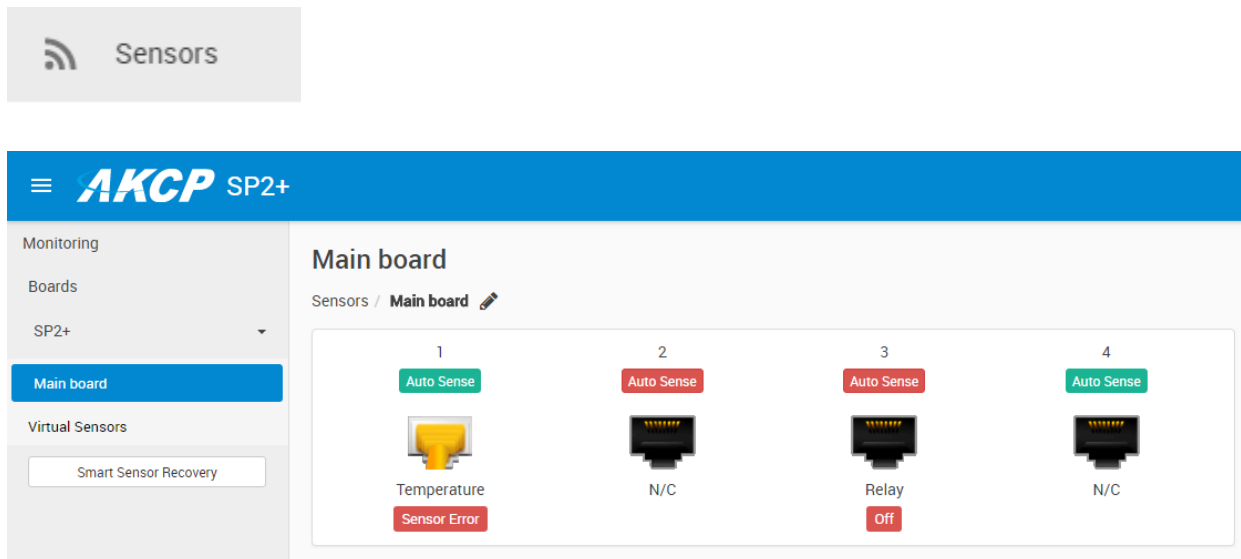 Sensors
AKCP SP2+
Monitoring
Boards
SP2+
Main board
Virtual Sensors
Smart Sensor Recovery
Main board
Sensors / Main board
1 2 3 4
Auto Sense Auto Sense Auto Sense Auto Sense
Temperature N/C Relay N/C
Sensor Error Off